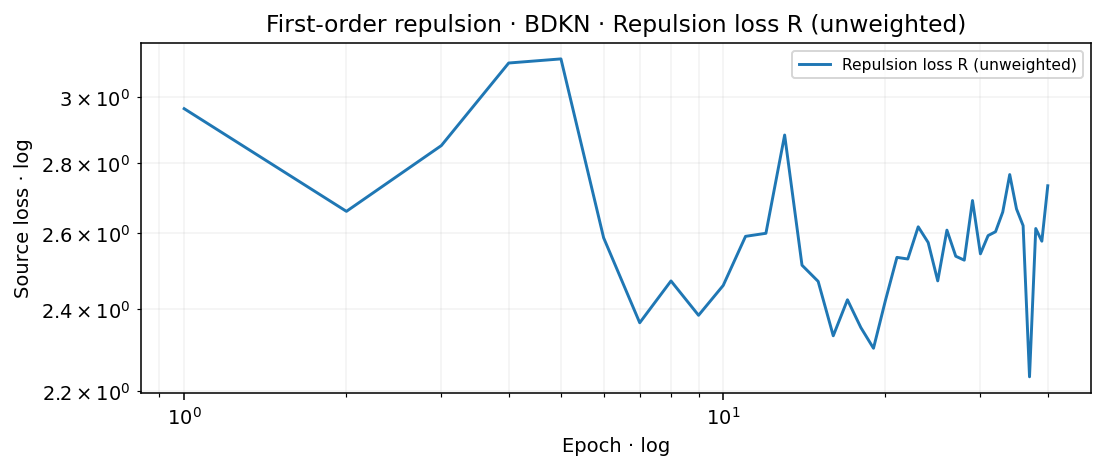 First-order repulsion · BDKN · Repulsion loss R (unweighted)
Repulsion loss R (unweighted)
Source loss · log
3 × 10⁰
2.8 × 10⁰
2.6 × 10⁰
2.4 × 10⁰
2.2 × 10⁰
10⁰ 10¹
Epoch · log